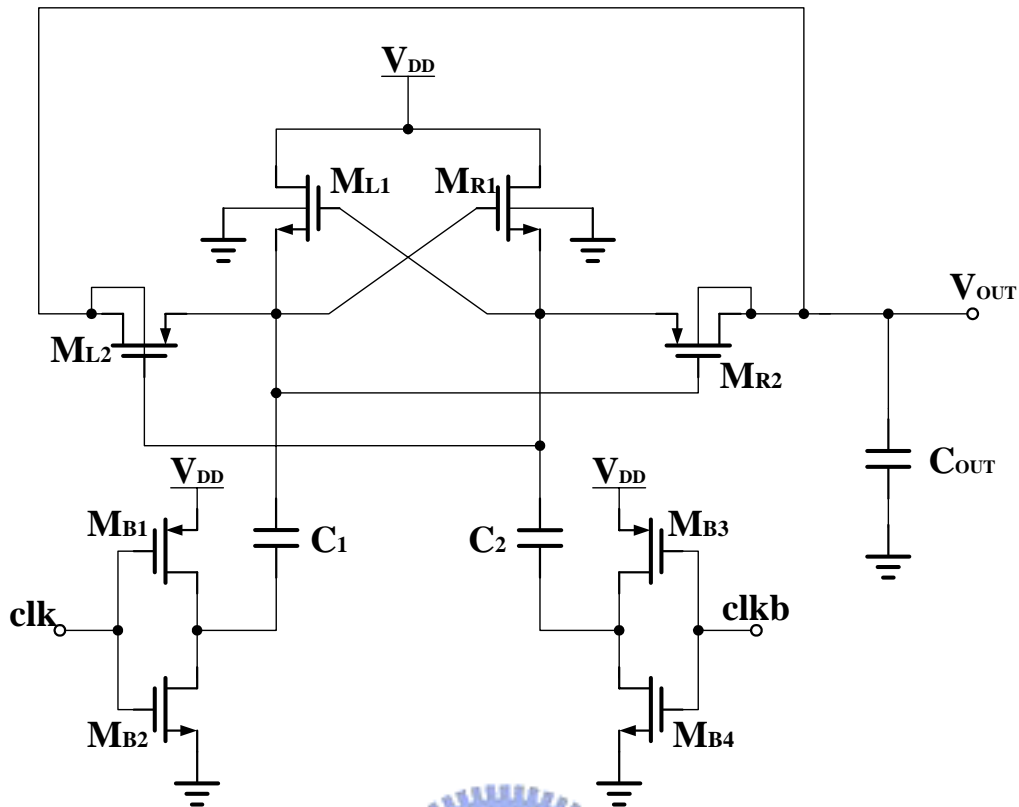 VDD
ML1 MR1
VOUT
ML2 MR2
COUT
VDD VDD
MB1 C1 C2 MB3
clk clkb
MB2 MB4